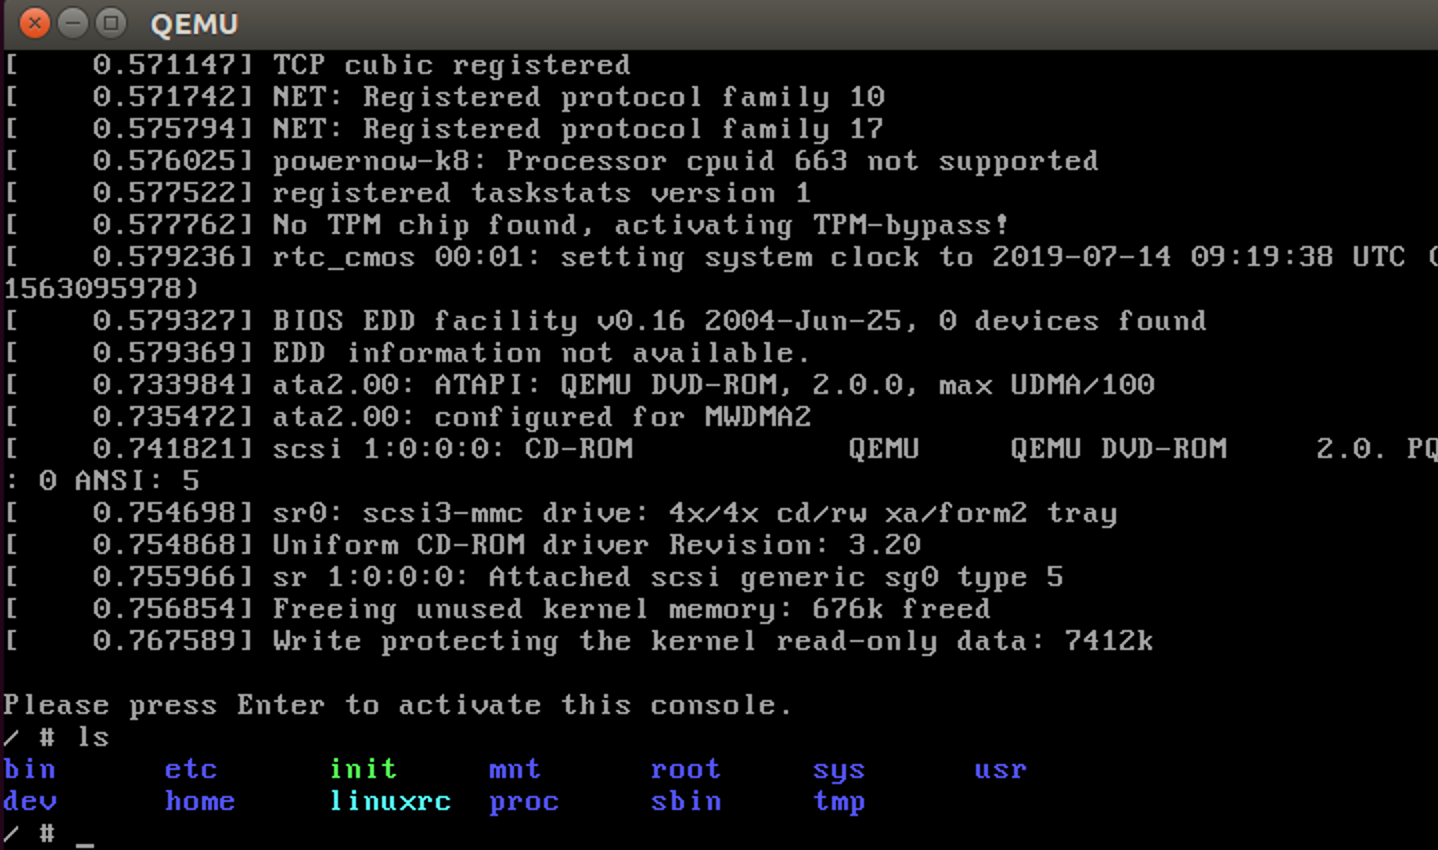 QEMU
[    0.571147] TCP cubic registered
[    0.571742] NET: Registered protocol family 10
[    0.575794] NET: Registered protocol family 17
[    0.576025] powernow-k8: Processor cpuid 663 not supported
[    0.577522] registered taskstats version 1
[    0.577762] No TPM chip found, activating TPM-bypass!
[    0.579236] rtc_cmos 00:01: setting system clock to 2019-07-14 09:19:38 UTC (
1563095978)
[    0.579327] BIOS EDD facility v0.16 2004-Jun-25, 0 devices found
[    0.579369] EDD information not available.
[    0.733984] ata2.00: ATAPI: QEMU DVD-ROM, 2.0.0, max UDMA/100
[    0.735472] ata2.00: configured for MWDMA2
[    0.741821] scsi 1:0:0:0: CD-ROM            QEMU     QEMU DVD-ROM     2.0. PQ
: 0 ANSI: 5
[    0.754698] sr0: scsi3-mmc drive: 4x/4x cd/rw xa/form2 tray
[    0.754868] Uniform CD-ROM driver Revision: 3.20
[    0.755966] sr 1:0:0:0: Attached scsi generic sg0 type 5
[    0.756854] Freeing unused kernel memory: 676k freed
[    0.767589] Write protecting the kernel read-only data: 7412k
Please press Enter to activate this console.
/ # ls
bin      etc      init     mnt      root     sys      usr
dev      home     linuxrc  proc     sbin     tmp
/ # _